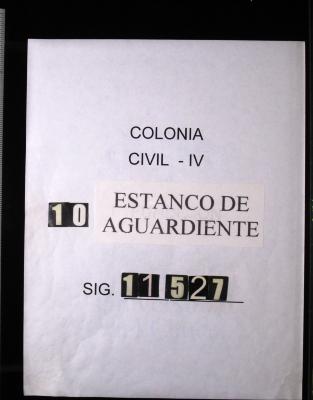 COLONIA
CIVIL - IV
10 ESTANCO DE
AGUARDIENTE
SIG. 11527